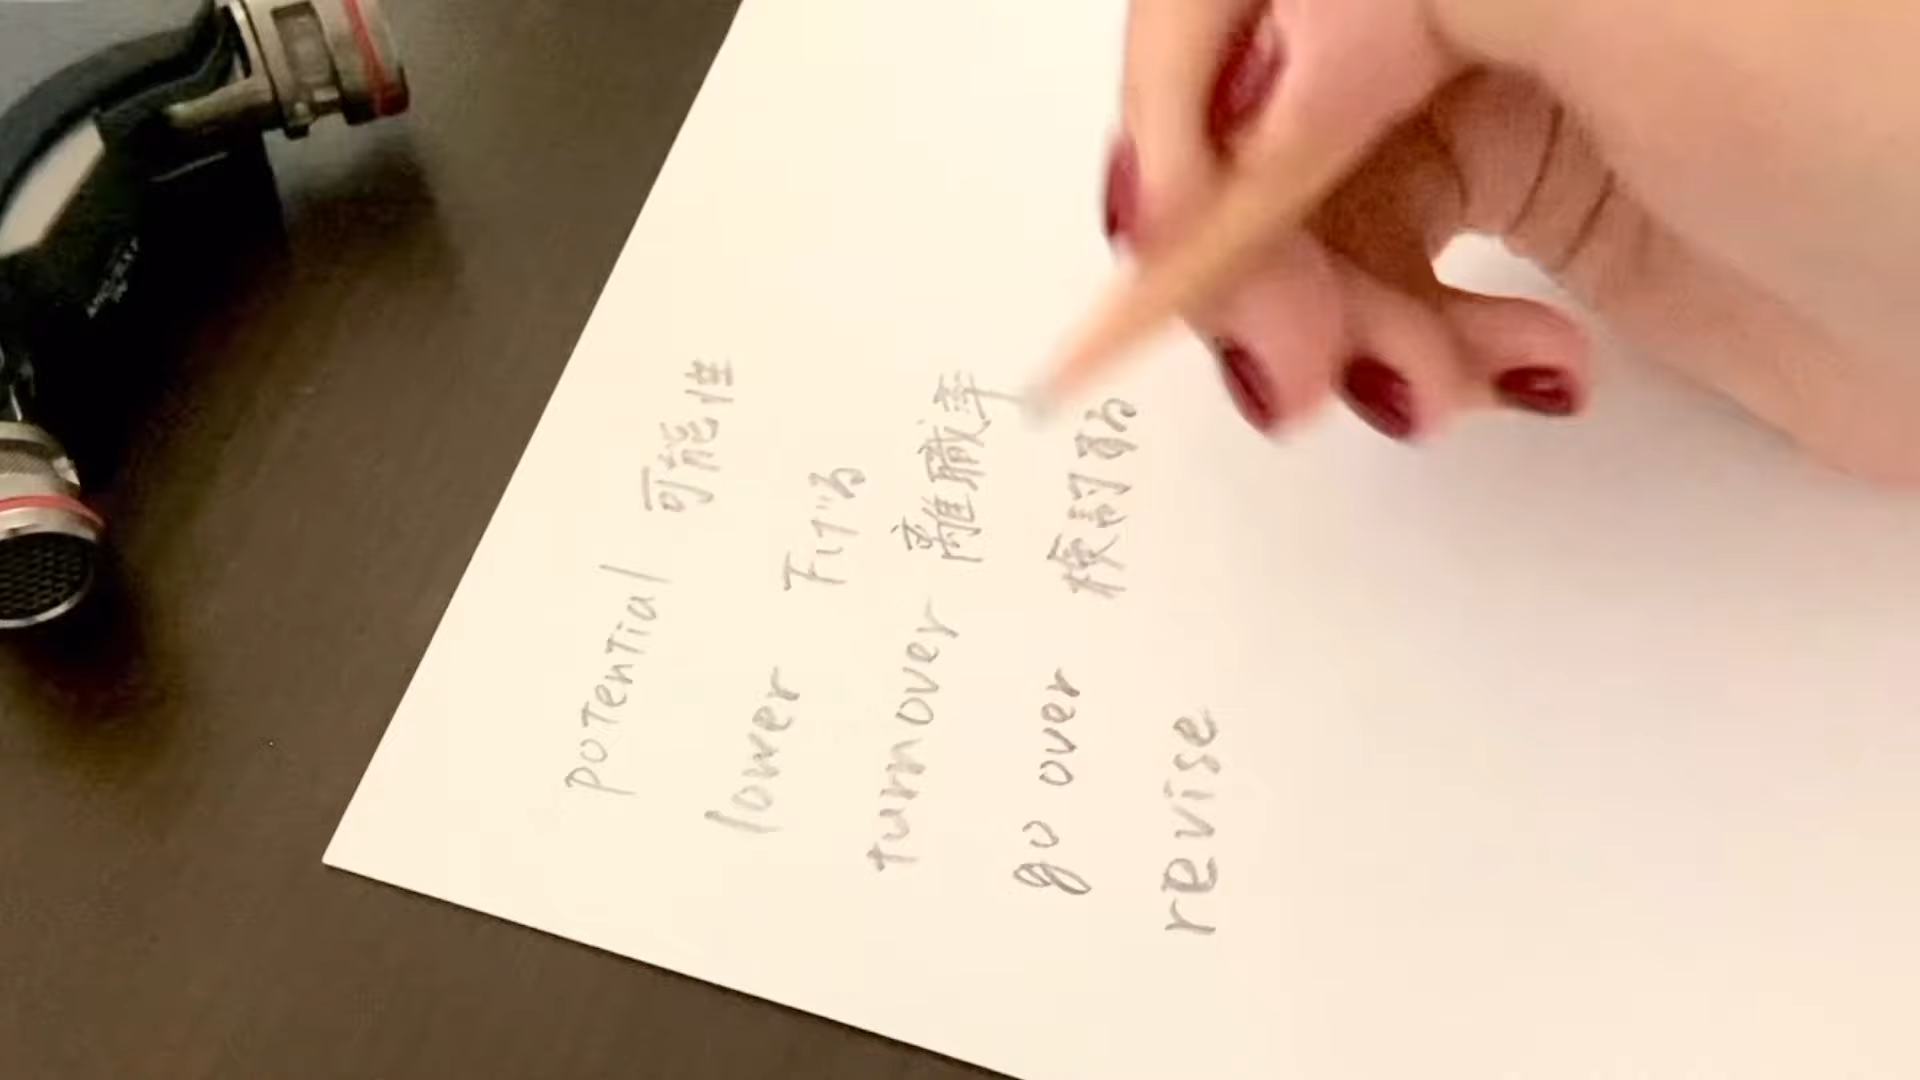 potential 可能性
lower 下げる
turnover 離職率
go over 検討する
revise